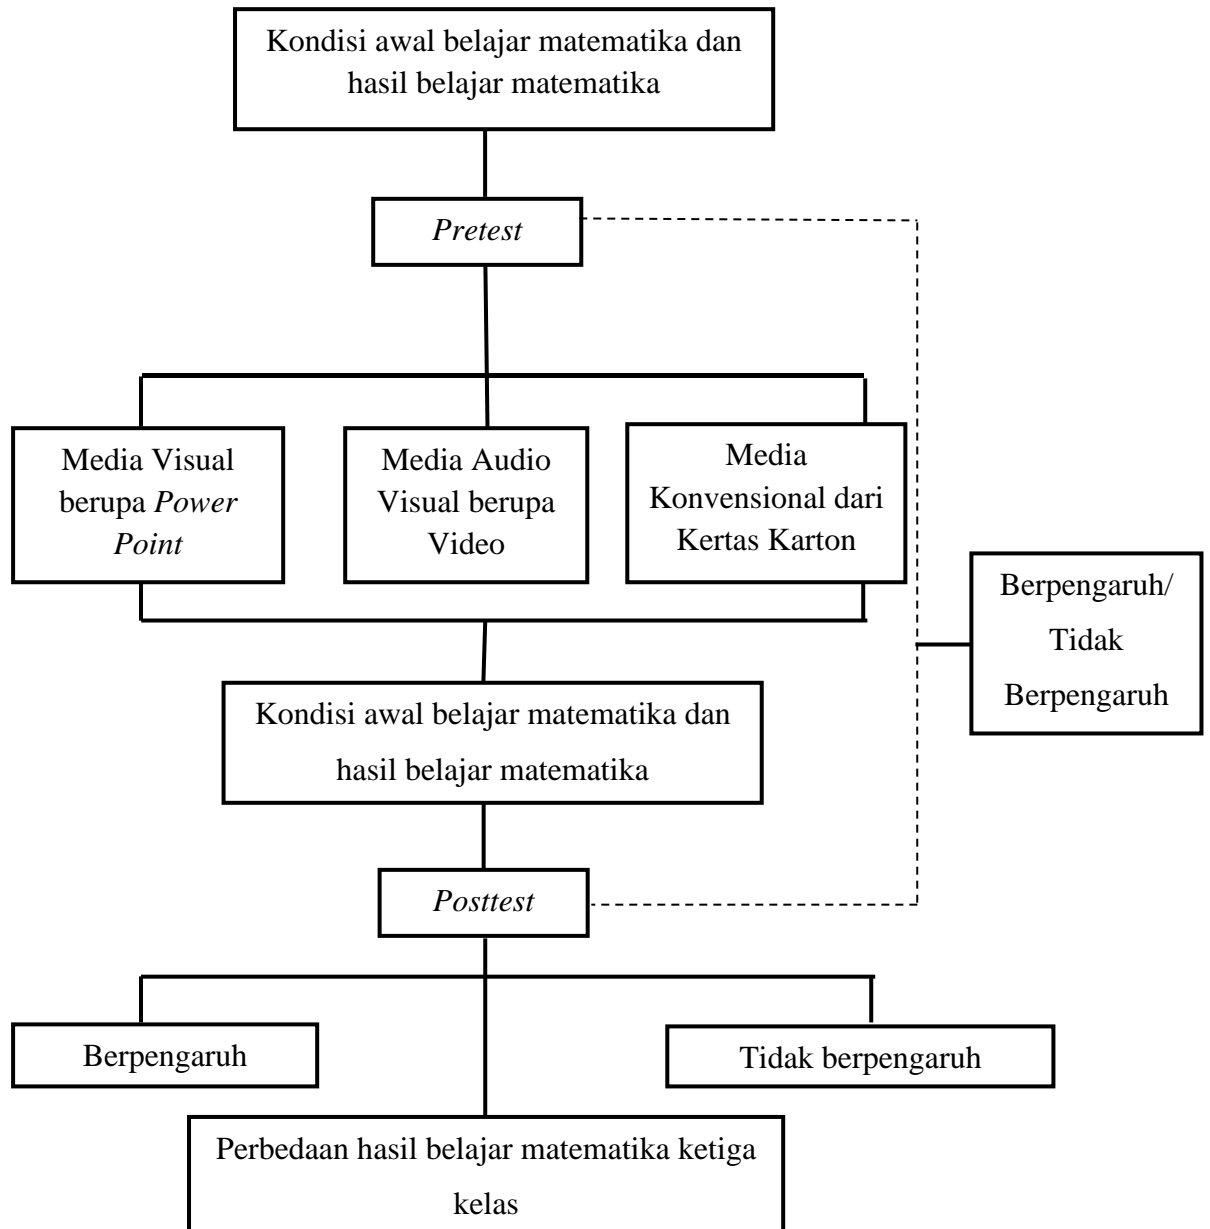 Kondisi awal belajar matematika dan
hasil belajar matematika
Pretest
Media Visual
berupa Power
Point
Media Audio
Visual berupa
Video
Media
Konvensional dari
Kertas Karton
Berpengaruh/
Tidak
Berpengaruh
Kondisi awal belajar matematika dan
hasil belajar matematika
Posttest
Berpengaruh
Tidak berpengaruh
Perbedaan hasil belajar matematika ketiga
kelas